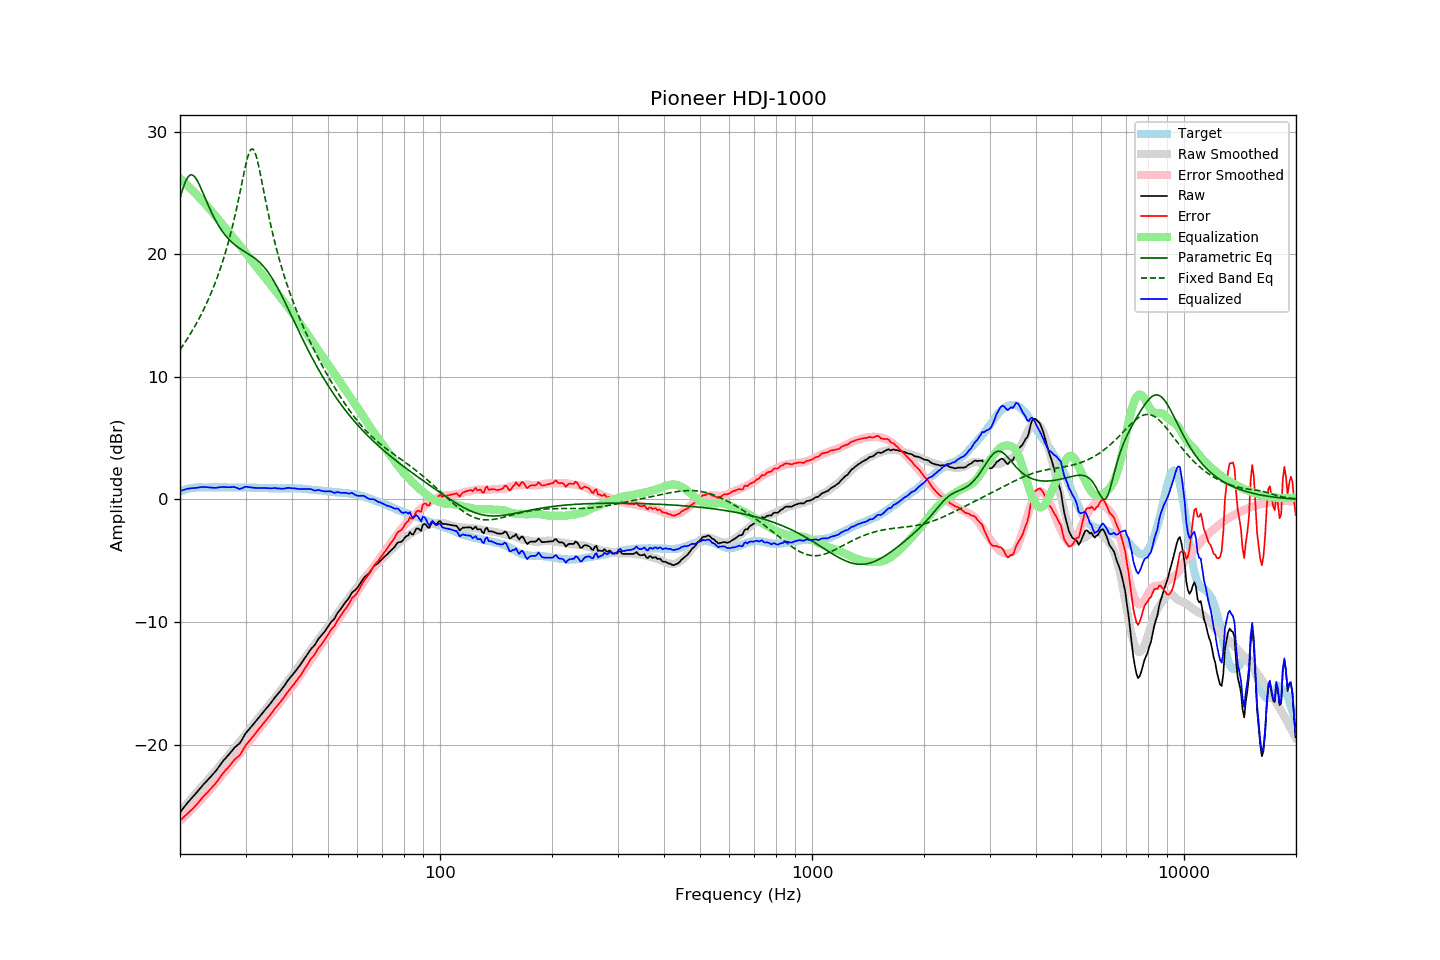 Pioneer HDJ-1000
Amplitude (dBr)
30
20
10
0
−10
−20
100
1000
10000
Frequency (Hz)
Target
Raw Smoothed
Error Smoothed
Raw
Error
Equalization
Parametric Eq
Fixed Band Eq
Equalized